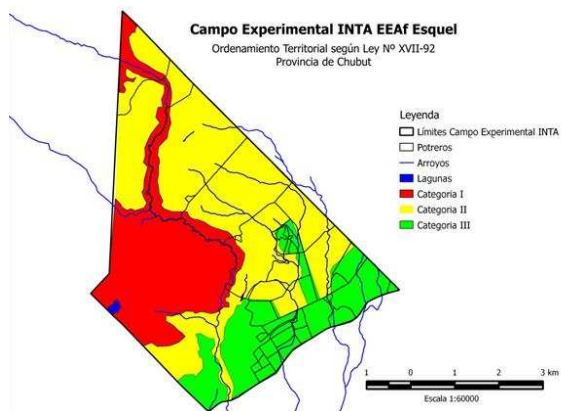 Campo Experimental INTA EEAf Esquel
Ordenamiento Territorial según Ley Nº XVII-92
Provincia de Chubut
Leyenda
Límites Campo Experimental INTA
Potreros
Arroyos
Lagunas
Categoria I
Categoria II
Categoria III
1 0 1 2 3 km
Escala 1:60000